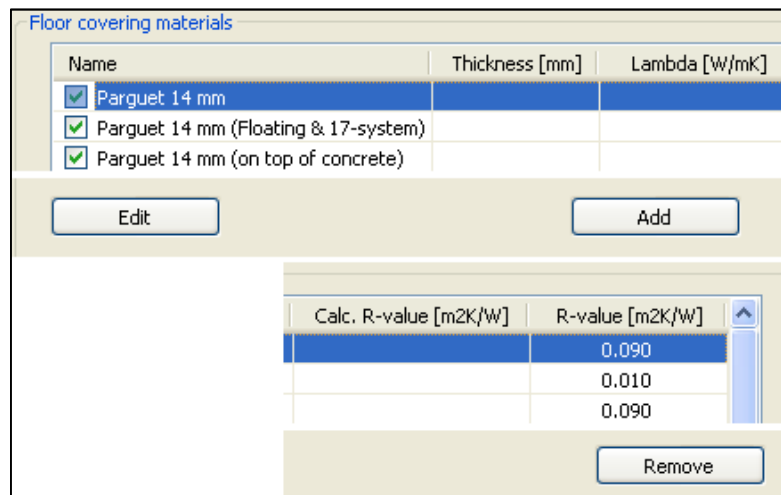 Floor covering materials
Name Thickness [mm] Lambda [W/mK]
Parguet 14 mm
Parguet 14 mm (Floating & 17-system)
Parguet 14 mm (on top of concrete)
Edit Add
Calc. R-value [m2K/W] R-value [m2K/W]
0.090
0.010
0.090
Remove